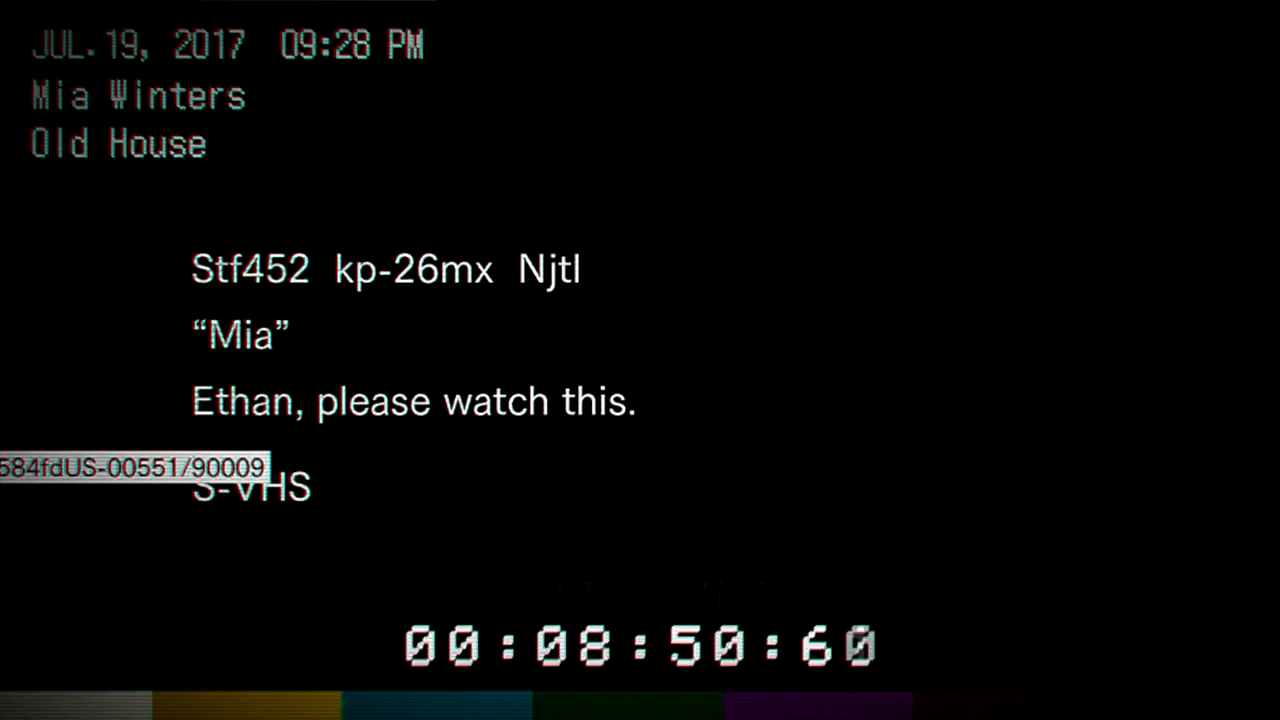 JUL.19, 2017 09:28 PM
Mia Winters
Old House
Stf452 kp-26mx Njtl
“Mia”
Ethan, please watch this.
584fdUS-00551/90009
S-VHS
00:08:50:60